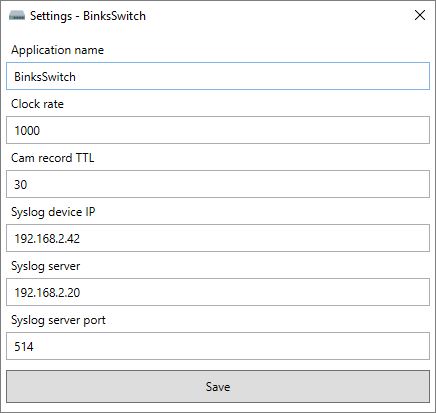 Settings - BinksSwitch
Application name
BinksSwitch
Clock rate
1000
Cam record TTL
30
Syslog device IP
192.168.2.42
Syslog server
192.168.2.20
Syslog server port
514
Save